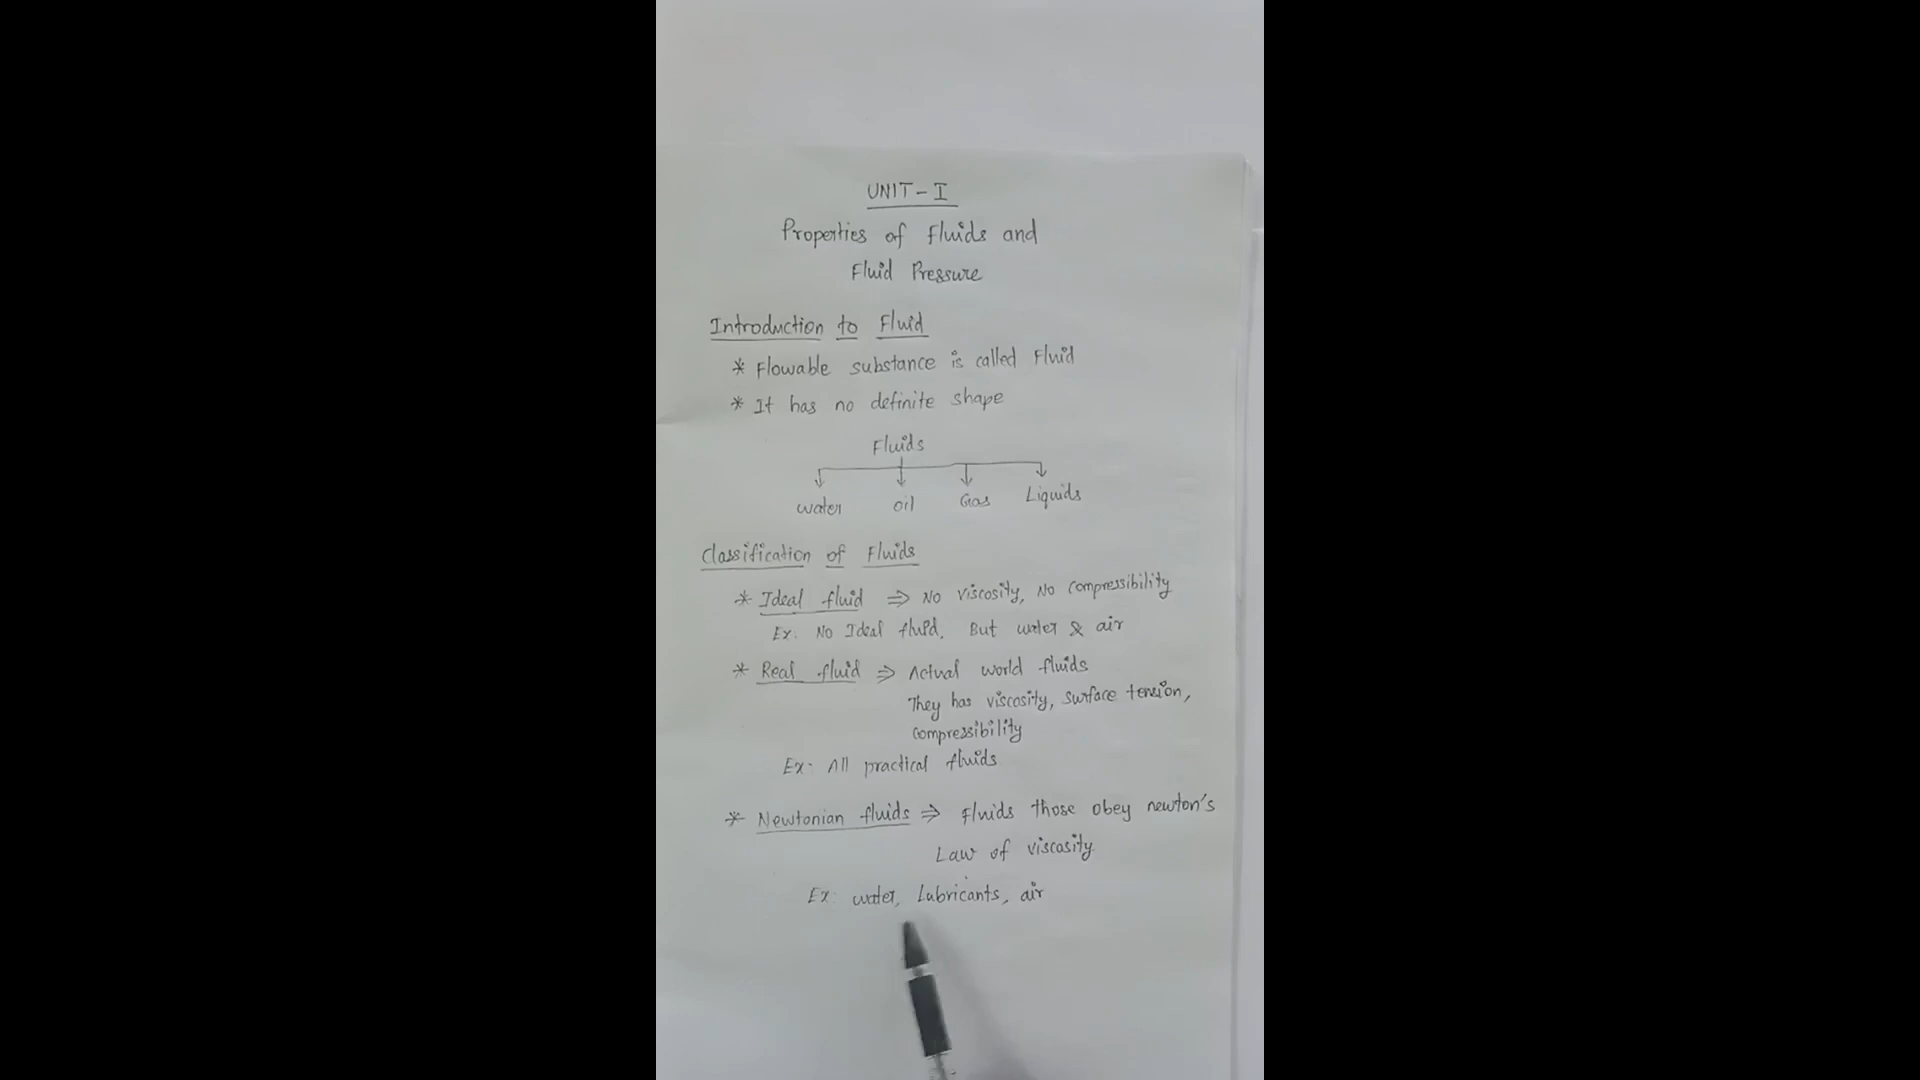 UNIT-I
Properties of Fluids and
Fluid Pressure
Introduction to Fluid
* Flowable substance is called Fluid
* It has no definite shape
Fluids
water oil Gas Liquids
Classification of Fluids
* Ideal fluid ⇒ No viscosity, No compressibility
Ex: No Ideal fluid, But water & air
* Real fluid ⇒ Actual world fluids
They has viscosity, surface tension,
compressibility
Ex: All practical fluids
* Newtonian fluids ⇒ Fluids those obey newton's
Law of viscosity
Ex: water, Lubricants, air